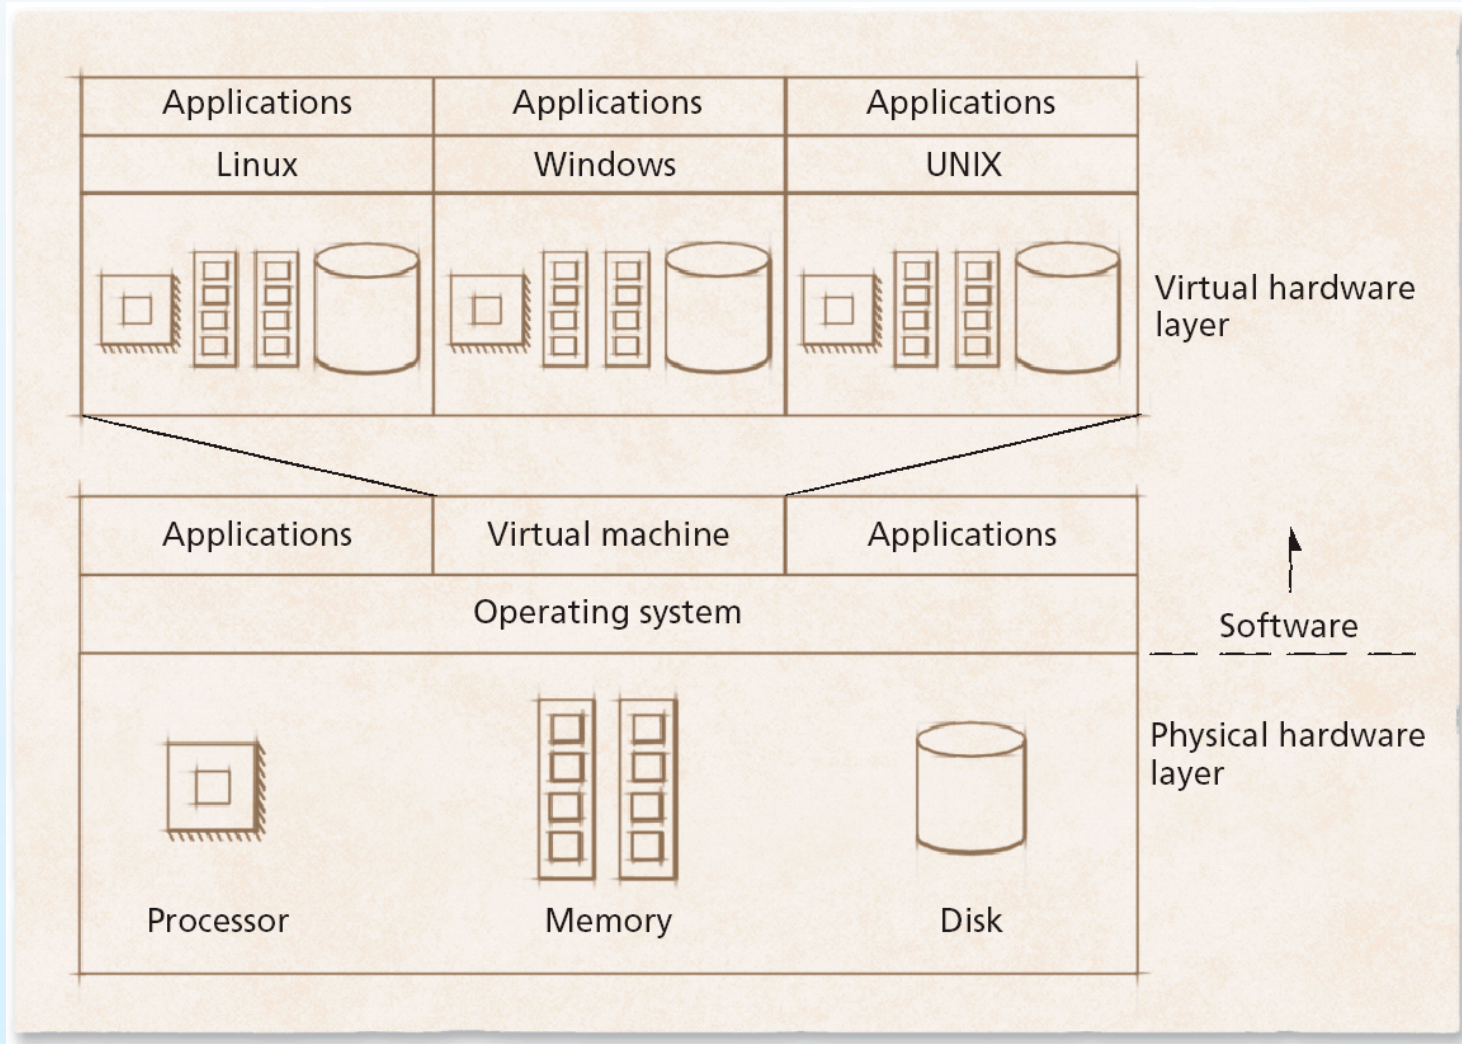 Applications
Applications
Applications
Linux
Windows
UNIX
Virtual hardware
layer
Applications
Virtual machine
Applications
Operating system
Software
Physical hardware
layer
Processor
Memory
Disk